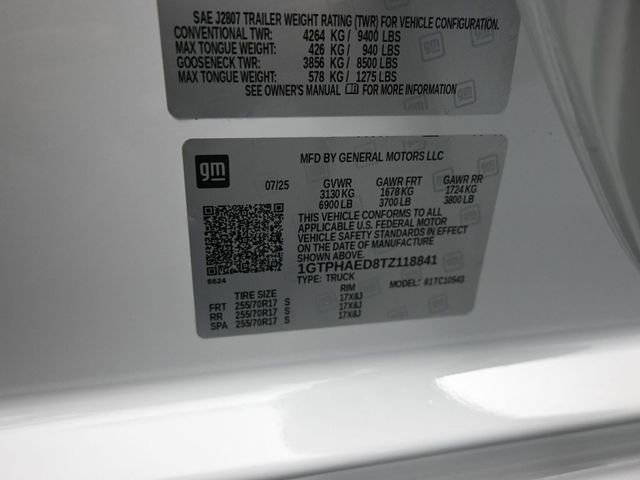 SAE J2807 TRAILER WEIGHT RATING (TWR) FOR VEHICLE CONFIGURATION.
CONVENTIONAL TWR: 4264 KG / 9400 LBS
MAX TONGUE WEIGHT: 426 KG / 940 LBS
GOOSENECK TWR: 3856 KG / 8500 LBS
MAX TONGUE WEIGHT: 578 KG / 1275 LBS
SEE OWNER'S MANUAL FOR MORE INFORMATION
gm
MFD BY GENERAL MOTORS LLC
07/25
GVWR GAWR FRT GAWR RR
3130 KG 1678 KG 1724 KG
6900 LB 3700 LB 3800 LB
THIS VEHICLE CONFORMS TO ALL
APPLICABLE U.S. FEDERAL MOTOR
VEHICLE SAFETY STANDARDS IN EFFECT
ON THE DATE OF MANUFACTURE
SHOWN ABOVE.
1GTPHAED8TZ118841
TYPE: TRUCK MODEL: 81TC10543
TIRE SIZE RIM
FRT 255/70R17 S 17X8J
RR 255/70R17 S 17X8J
SPA 255/70R17 S 17X8J